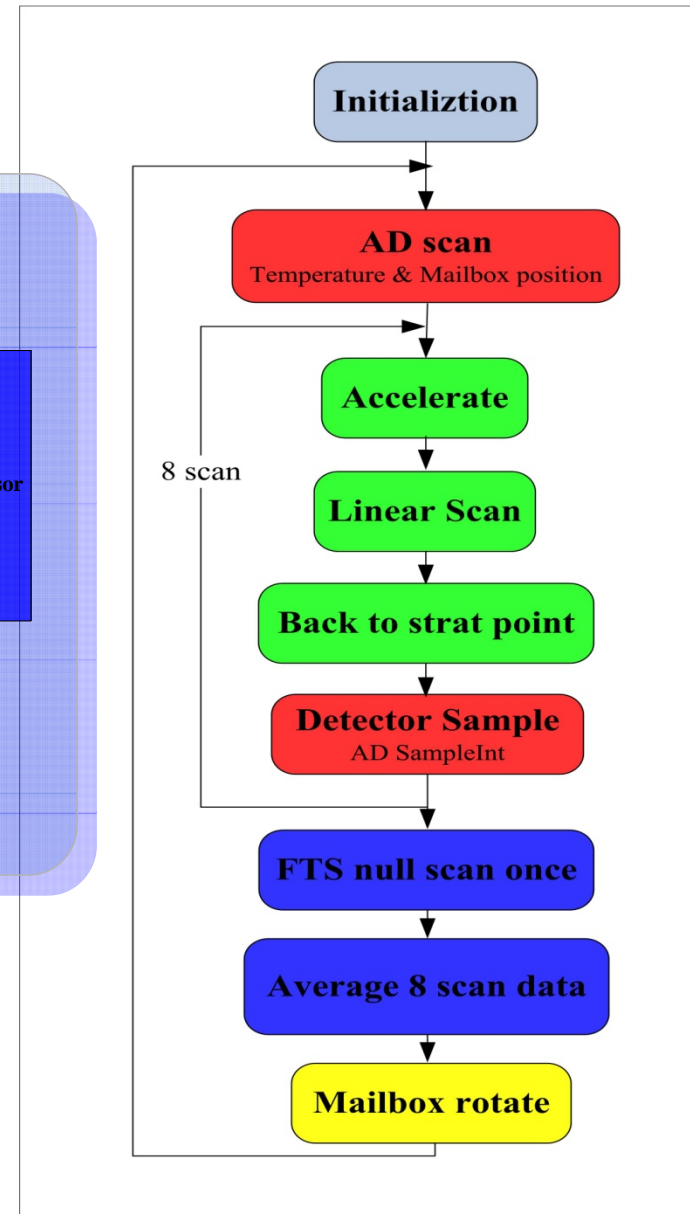 Initializtion
AD scan
Temperature & Mailbox position
Accelerate
8 scan
Linear Scan
Back to strat point
Detector Sample
AD SampleInt
FTS null scan once
Average 8 scan data
Mailbox rotate